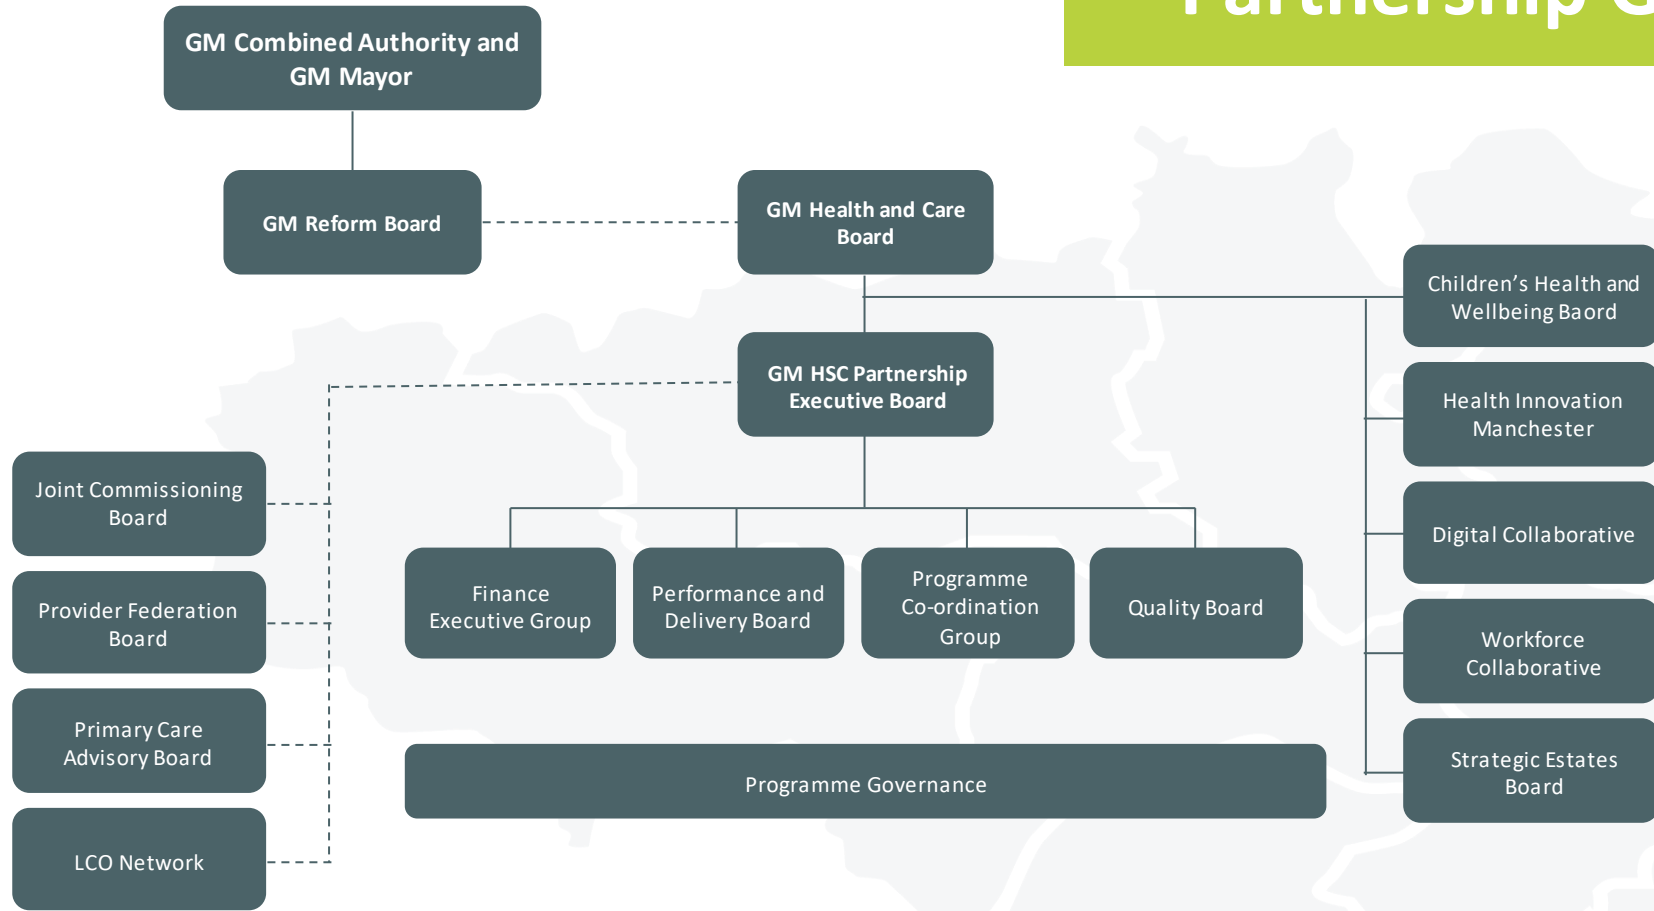 Partnership
GM Combined Authority and
GM Mayor
GM Reform Board
GM Health and Care
Board
Children’s Health and
Wellbeing Baord
GM HSC Partnership
Executive Board
Health Innovation
Manchester
Joint Commissioning
Board
Digital Collaborative
Provider Federation
Board
Finance
Executive Group
Performance and
Delivery Board
Programme
Co-ordination
Group
Quality Board
Workforce
Collaborative
Primary Care
Advisory Board
Programme Governance
Strategic Estates
Board
LCO Network